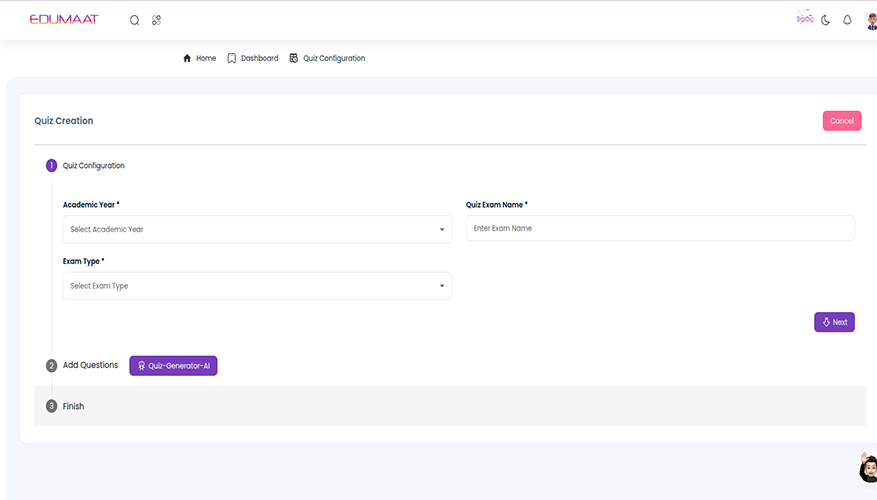 EDUMAAT
Home Dashboard Quiz Configuration
Quiz Creation Cancel
1 Quiz Configuration
Academic Year * Quiz Exam Name *
Select Academic Year Enter Exam Name
Exam Type *
Select Exam Type
Next
2 Add Questions Quiz-Generator-AI
3 Finish